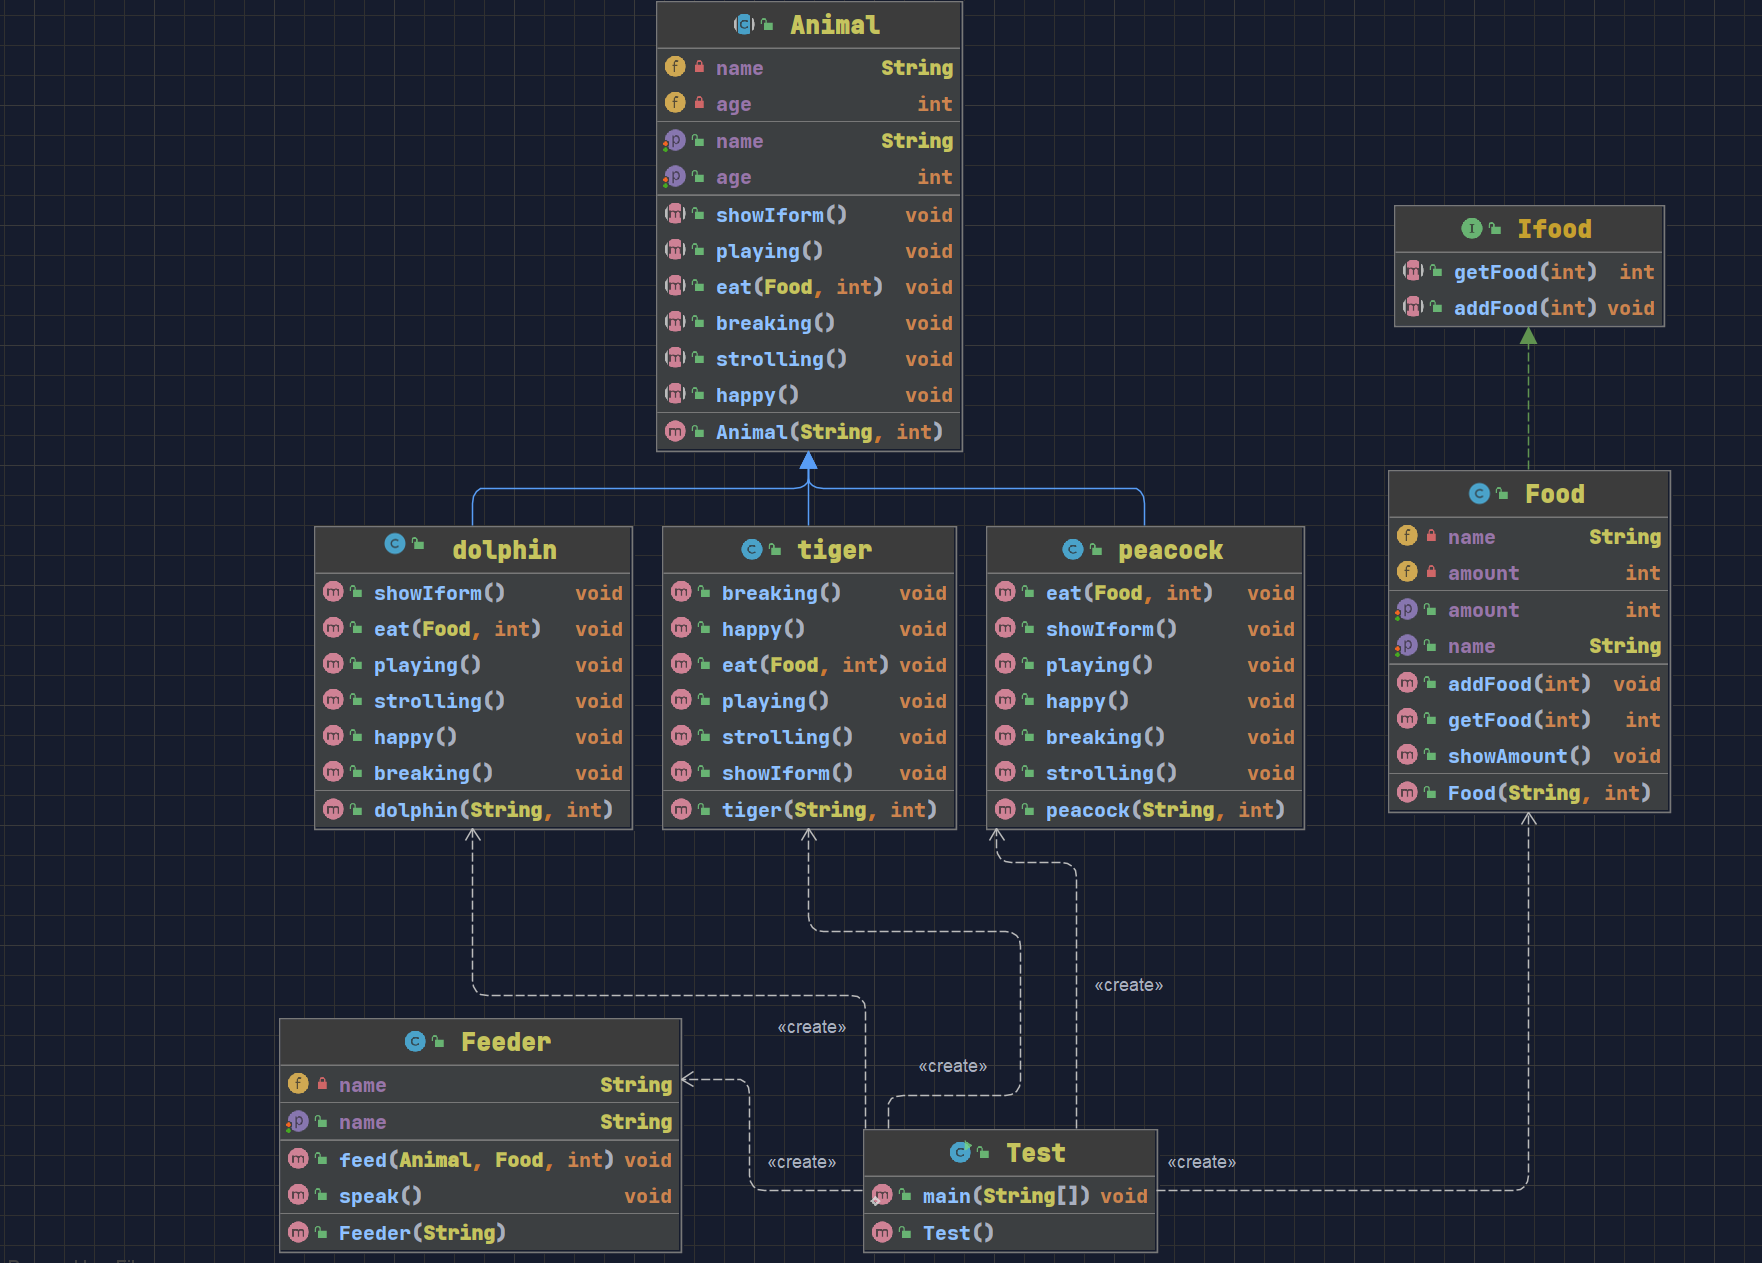 Animal
name String
age int
name String
age int
showIform() void
playing() void
eat(Food, int) void
breaking() void
strolling() void
happy() void
Animal(String, int)
Ifood
getFood(int) int
addFood(int) void
dolphin
showIform() void
eat(Food, int) void
playing() void
strolling() void
happy() void
breaking() void
dolphin(String, int)
tiger
breaking() void
happy() void
eat(Food, int) void
playing() void
strolling() void
showIform() void
tiger(String, int)
peacock
eat(Food, int) void
showIform() void
playing() void
happy() void
breaking() void
strolling() void
peacock(String, int)
Food
name String
amount int
amount int
name String
addFood(int) void
getFood(int) int
showAmount() void
Food(String, int)
«create»
«create»
«create»
«create»
«create»
Feeder
name String
name String
feed(Animal, Food, int) void
speak() void
Feeder(String)
Test
main(String[]) void
Test()